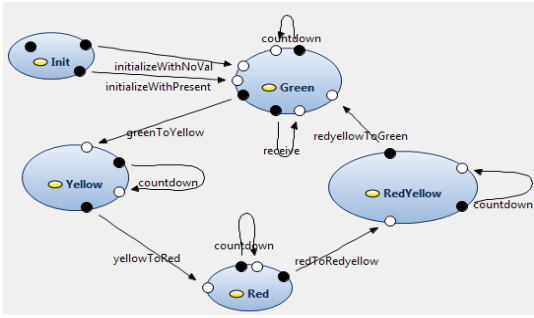 countdown
Init
initializeWithNoVal
Green
initializeWithPresent
greenToYellow
redyellowToGreen
receive
Yellow
countdown
RedYellow
countdown
countdown
yellowToRed
redToRedyellow
Red